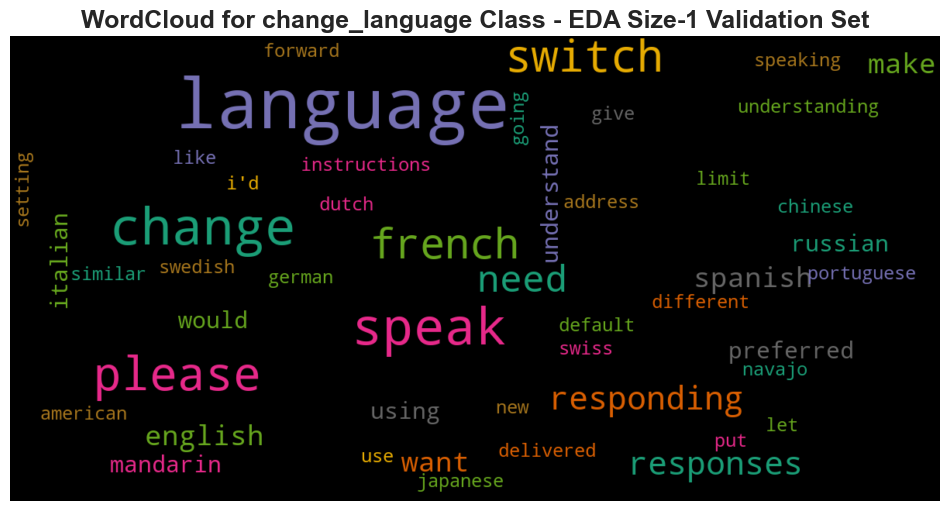 WordCloud for change_language Class - EDA Size-1 Validation Set
forward
switch
speaking
make
language
going
give
understanding
like
instructions
understand
setting
i'd
limit
dutch
address
chinese
change
french
russian
italian
similar
swedish
german
need
spanish
portuguese
different
would
speak
default
swiss
preferred
navajo
please
american
using
new
responding
let
english
put
mandarin
use
want
delivered
responses
japanese